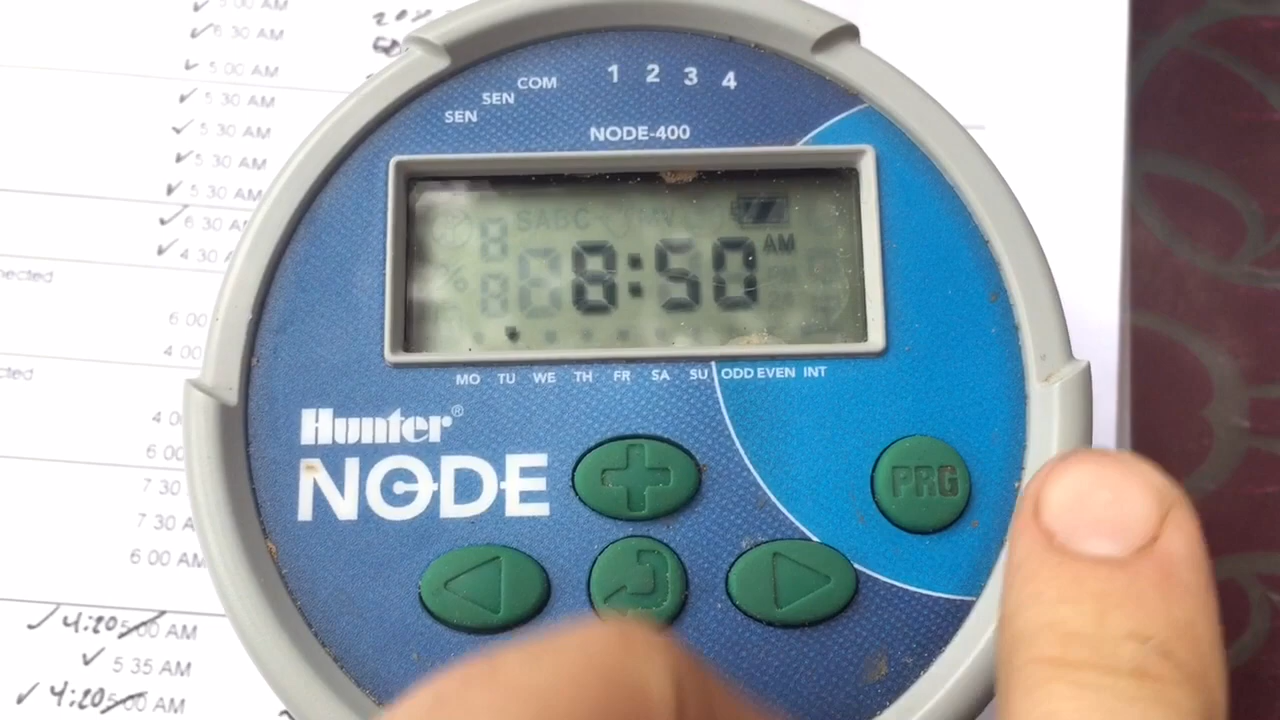 5:00 AM
6 30 AM
5 00 AM
5 30 AM
5 30 AM
5 30 AM
5 30 AM
6 30 AM
4 30 A
nected
6 00
4 00
cted
4 0
6 00
7 30
7 30 A
6 00 AM
4:20 5:00 AM
5 35 AM
4:20 5:00 AM
SEN SEN COM 1 2 3 4
NODE-400
8:50 AM
MO TU WE TH FR SA SU ODD EVEN INT
Hunter®
NODE
PRG